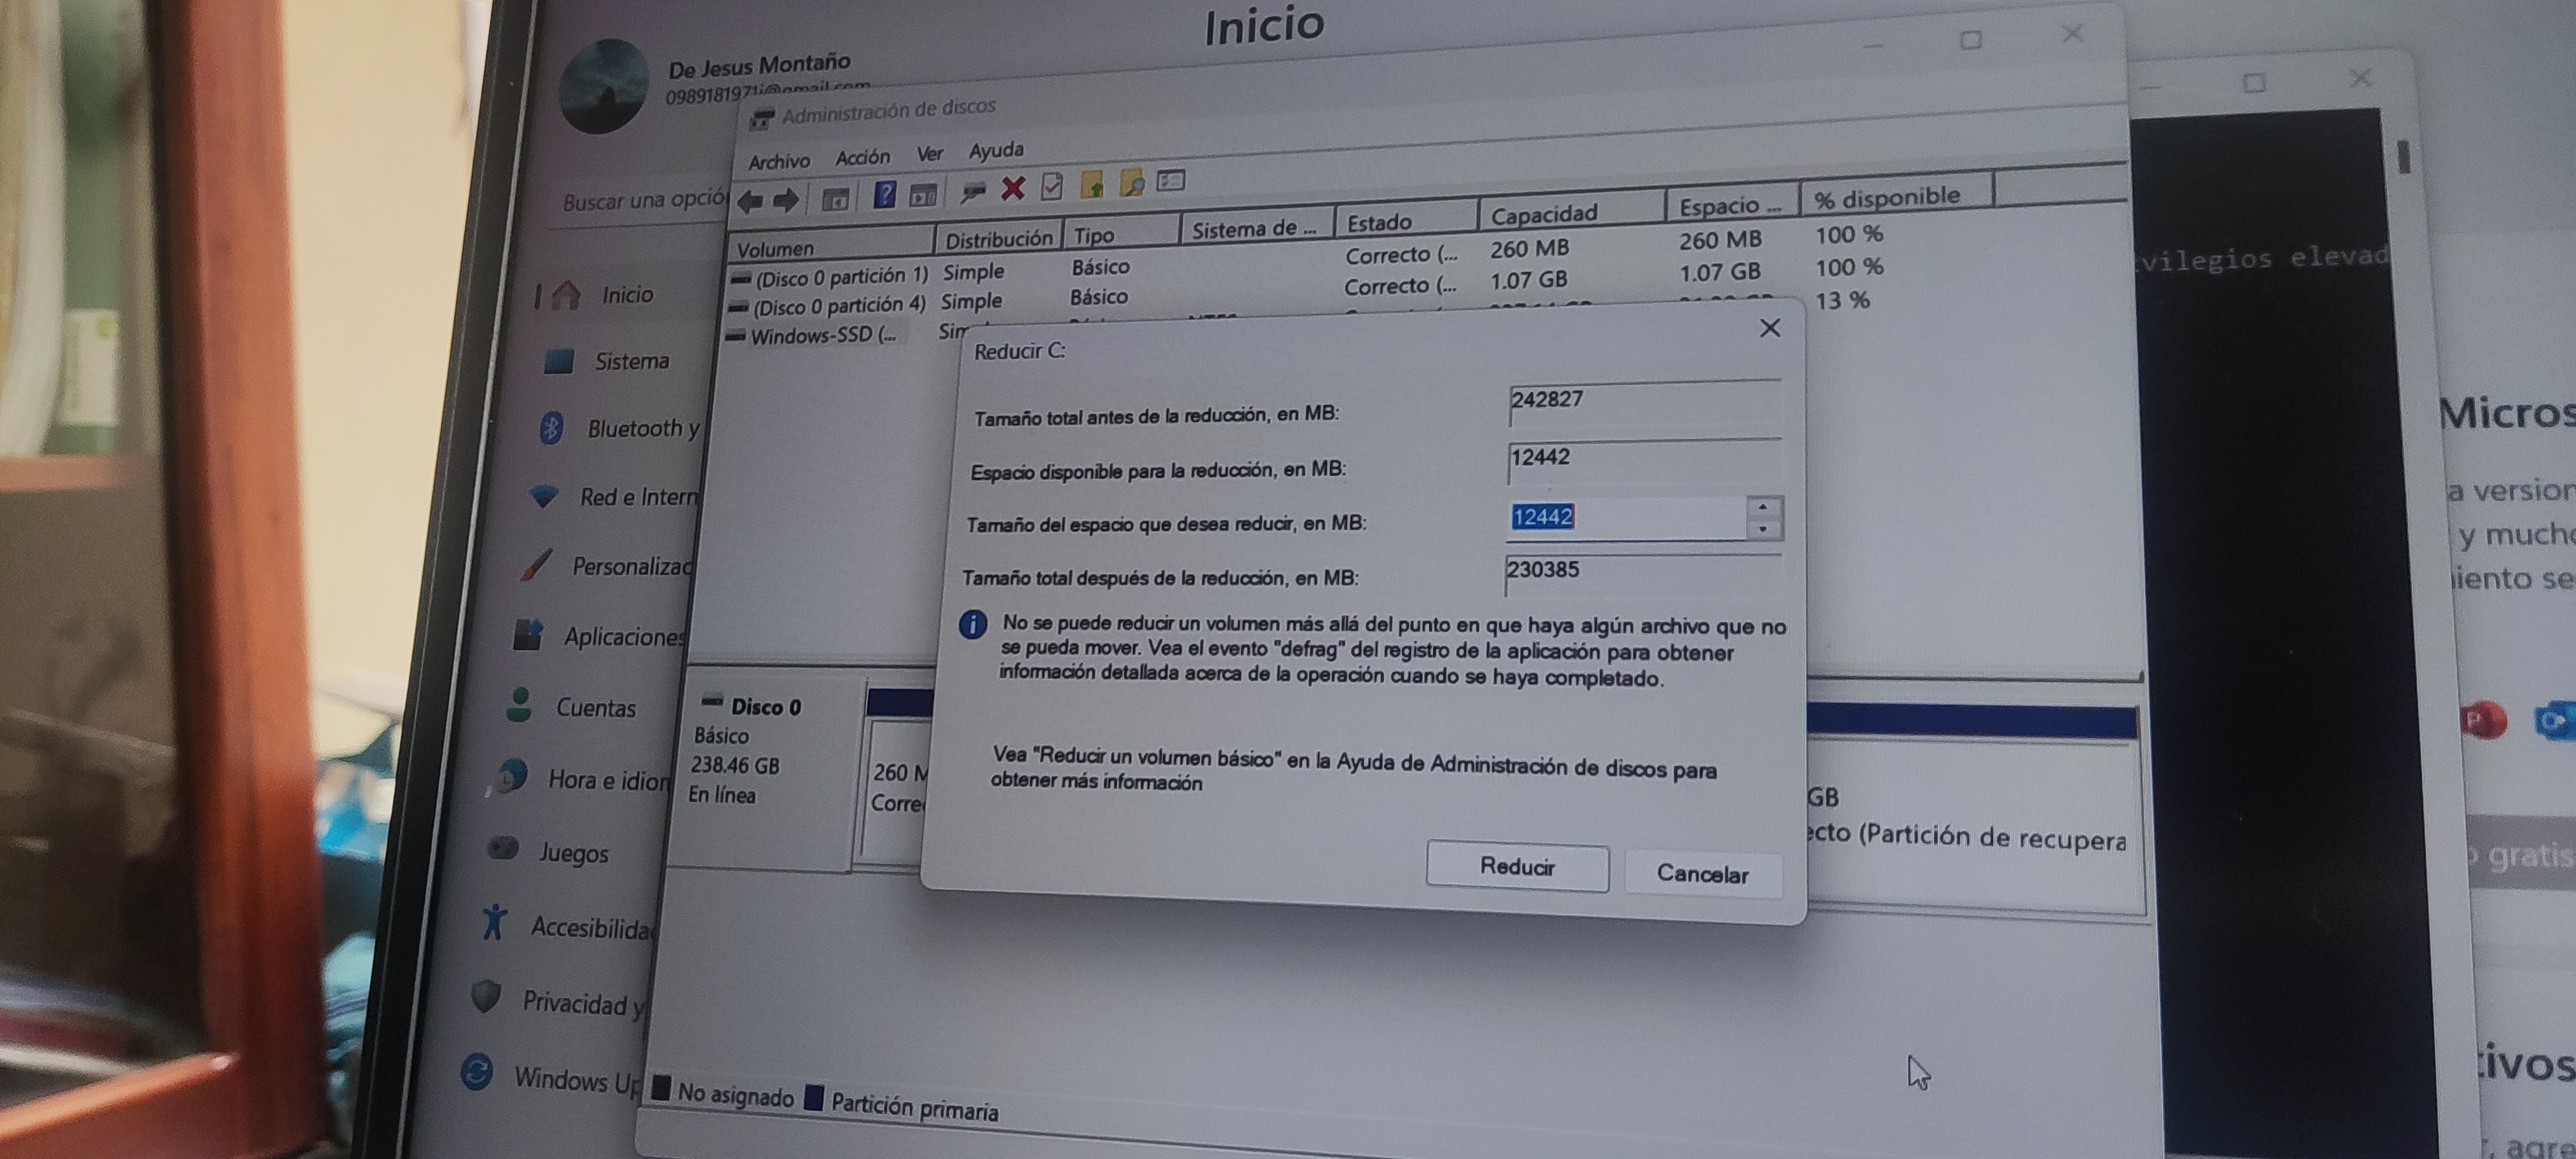 Inicio
De Jesus Montaño
Administración de discos
Archivo Acción Ver Ayuda
Buscar una opció
Volumen Distribución Tipo Sistema de ... Estado Capacidad Espacio ... % disponible
(Disco 0 partición 1) Simple Básico Correcto (... 260 MB 260 MB 100 %
(Disco 0 partición 4) Simple Básico Correcto (... 1.07 GB 1.07 GB 100 %
Windows-SSD (... Sim 13 %
vilegios elevad
Inicio
Sistema
Bluetooth y
Red e Intern
Personalizac
Aplicaciones
Cuentas
Hora e idion
Juegos
Accesibilida
Privacidad y
Windows Up
Reducir C:
Tamaño total antes de la reducción, en MB: 242827
Espacio disponible para la reducción, en MB: 12442
Tamaño del espacio que desea reducir, en MB: 12442
Tamaño total después de la reducción, en MB: 230385
No se puede reducir un volumen más allá del punto en que haya algún archivo que no
se pueda mover. Vea el evento "defrag" del registro de la aplicación para obtener
información detallada acerca de la operación cuando se haya completado.
Vea "Reducir un volumen básico" en la Ayuda de Administración de discos para
obtener más información
Reducir Cancelar
Disco 0
Básico
238.46 GB
En línea
260 M
Corre
GB
ecto (Partición de recupera
No asignado Partición primaria
Micros
a version
y mucho
iento se
P
gratis
tivos